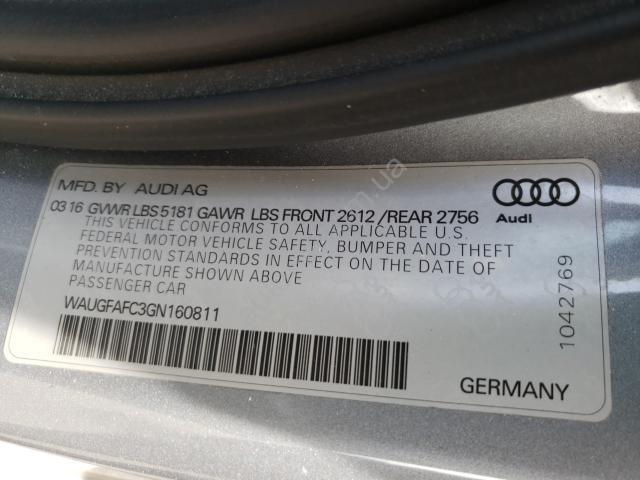 MFD. BY AUDI AG
03 16 GVWR LBS 5181 GAWR LBS FRONT 2612 /REAR 2756
THIS VEHICLE CONFORMS TO ALL APPLICABLE U.S.
FEDERAL MOTOR VEHICLE SAFETY, BUMPER AND THEFT
PREVENTION STANDARDS IN EFFECT ON THE DATE OF
MANUFACTURE SHOWN ABOVE
PASSENGER CAR
WAUGFAFC3GN160811
Audi
1042769
GERMANY